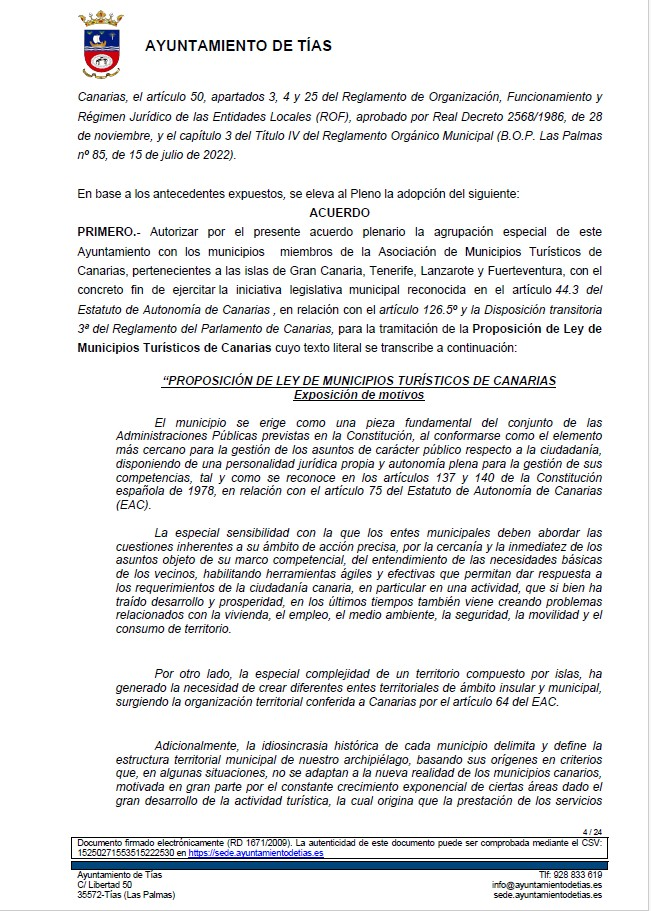 AYUNTAMIENTO DE TÍAS
Canarias, el artículo 50, apartados 3, 4 y 25 del Reglamento de Organización, Funcionamiento y
Régimen Jurídico de las Entidades Locales (ROF), aprobado por Real Decreto 2568/1986, de 28
de noviembre, y el capítulo 3 del Título IV del Reglamento Orgánico Municipal (B.O.P. Las Palmas
nº 85, de 15 de julio de 2022).
En base a los antecedentes expuestos, se eleva al Pleno la adopción del siguiente:
ACUERDO
PRIMERO.- Autorizar por el presente acuerdo plenario la agrupación especial de este
Ayuntamiento con los municipios miembros de la Asociación de Municipios Turísticos de
Canarias, pertenecientes a las islas de Gran Canaria, Tenerife, Lanzarote y Fuerteventura, con el
concreto fin de ejercitar la iniciativa legislativa municipal reconocida en el artículo 44.3 del
Estatuto de Autonomía de Canarias , en relación con el artículo 126.5º y la Disposición transitoria
3ª del Reglamento del Parlamento de Canarias, para la tramitación de la Proposición de Ley de
Municipios Turísticos de Canarias cuyo texto literal se transcribe a continuación:
“PROPOSICIÓN DE LEY DE MUNICIPIOS TURÍSTICOS DE CANARIAS
Exposición de motivos
El municipio se erige como una pieza fundamental del conjunto de las
Administraciones Públicas previstas en la Constitución, al conformarse como el elemento
más cercano para la gestión de los asuntos de carácter público respecto a la ciudadanía,
disponiendo de una personalidad jurídica propia y autonomía plena para la gestión de sus
competencias, tal y como se reconoce en los artículos 137 y 140 de la Constitución
española de 1978, en relación con el artículo 75 del Estatuto de Autonomía de Canarias
(EAC).
La especial sensibilidad con la que los entes municipales deben abordar las
cuestiones inherentes a su ámbito de acción precisa, por la cercanía y la inmediatez de los
asuntos objeto de su marco competencial, del entendimiento de las necesidades básicas
de los vecinos, habilitando herramientas ágiles y efectivas que permitan dar respuesta a
los requerimientos de la ciudadanía canaria, en particular en una actividad, que si bien ha
traído desarrollo y prosperidad, en los últimos tiempos también viene creando problemas
relacionados con la vivienda, el empleo, el medio ambiente, la seguridad, la movilidad y el
consumo de territorio.
Por otro lado, la especial complejidad de un territorio compuesto por islas, ha
generado la necesidad de crear diferentes entes territoriales de ámbito insular y municipal,
surgiendo la organización territorial conferida a Canarias por el artículo 64 del EAC.
Adicionalmente, la idiosincrasia histórica de cada municipio delimita y define la
estructura territorial municipal de nuestro archipiélago, basando sus orígenes en criterios
que, en algunas situaciones, no se adaptan a la nueva realidad de los municipios canarios,
motivada en gran parte por el constante crecimiento exponencial de ciertas áreas dado el
gran desarrollo de la actividad turística, la cual origina que la prestación de los servicios
4 / 24
Documento firmado electrónicamente (RD 1671/2009). La autenticidad de este documento puede ser comprobada mediante el CSV:
15250271553515222530 en https://sede.ayuntamientodetias.es
Ayuntamiento de Tías
C/ Libertad 50
35572-Tías (Las Palmas)
Tlf: 928 833 619
info@ayuntamientodetias.es
sede.ayuntamientodetias.es